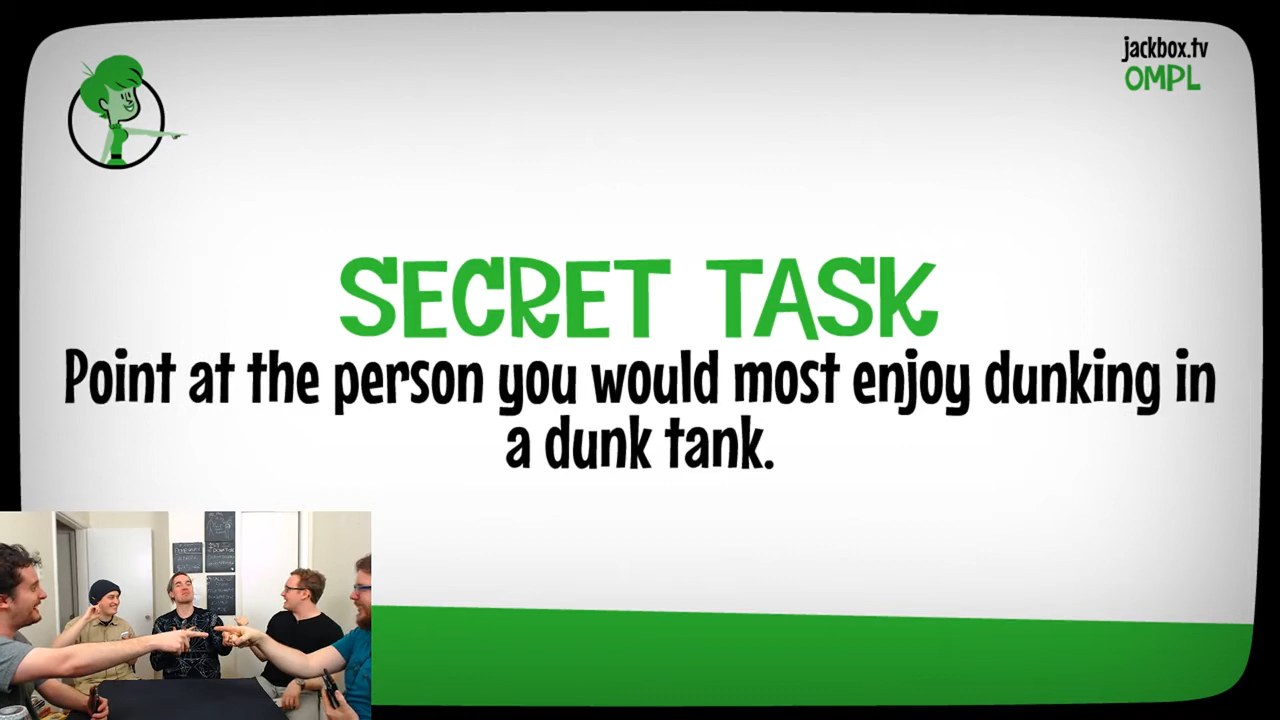 jackbox.tv
OMPL
SECRET TASK
Point at the person you would most enjoy dunking in
a dunk tank.